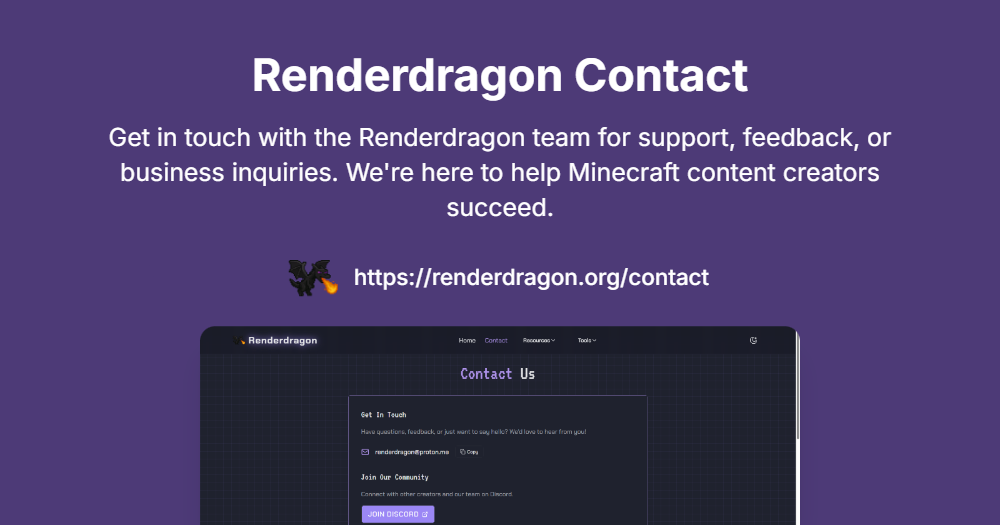 Renderdragon Contact
Get in touch with the Renderdragon team for support, feedback, or
business inquiries. We're here to help Minecraft content creators
succeed.
https://renderdragon.org/contact
Renderdragon
Home Contact Resources Tools
Contact Us
Get In Touch
Have questions, feedback, or just want to say hello? We'd love to hear from you!
renderdragon@proton.me Copy
Join Our Community
Connect with other creators and our team on Discord.
JOIN DISCORD